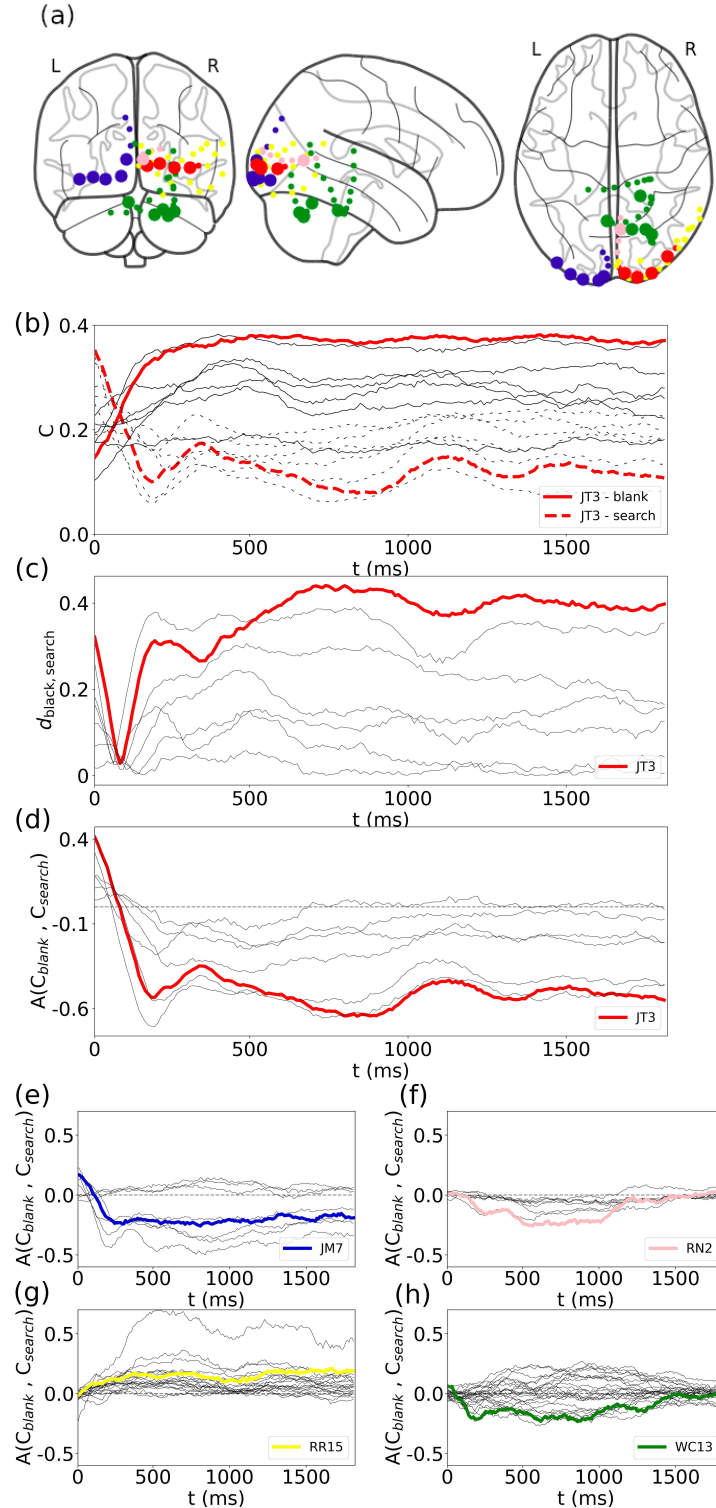 (a)
L R L R
(b)
0.4
0.2
0.0
C
JT3 - blank
JT3 - search
0 500 1000 1500
t (ms)
(c)
0.4
0.2
0
d_black, search
JT3
0 500 1000 1500
t (ms)
(d)
0.4
-0.1
-0.6
A(C_blank , C_search)
JT3
0 500 1000 1500
t (ms)
(e)
0.5
0.0
-0.5
A(C_blank , C_search)
JM7
0 500 1000 1500
t (ms)
(f)
0.5
0.0
-0.5
A(C_blank , C_search)
RN2
0 500 1000 1500
t (ms)
(g)
0.5
0.0
-0.5
A(C_blank , C_search)
RR15
0 500 1000 1500
t (ms)
(h)
0.5
0.0
-0.5
A(C_blank , C_search)
WC13
0 500 1000 1500
t (ms)